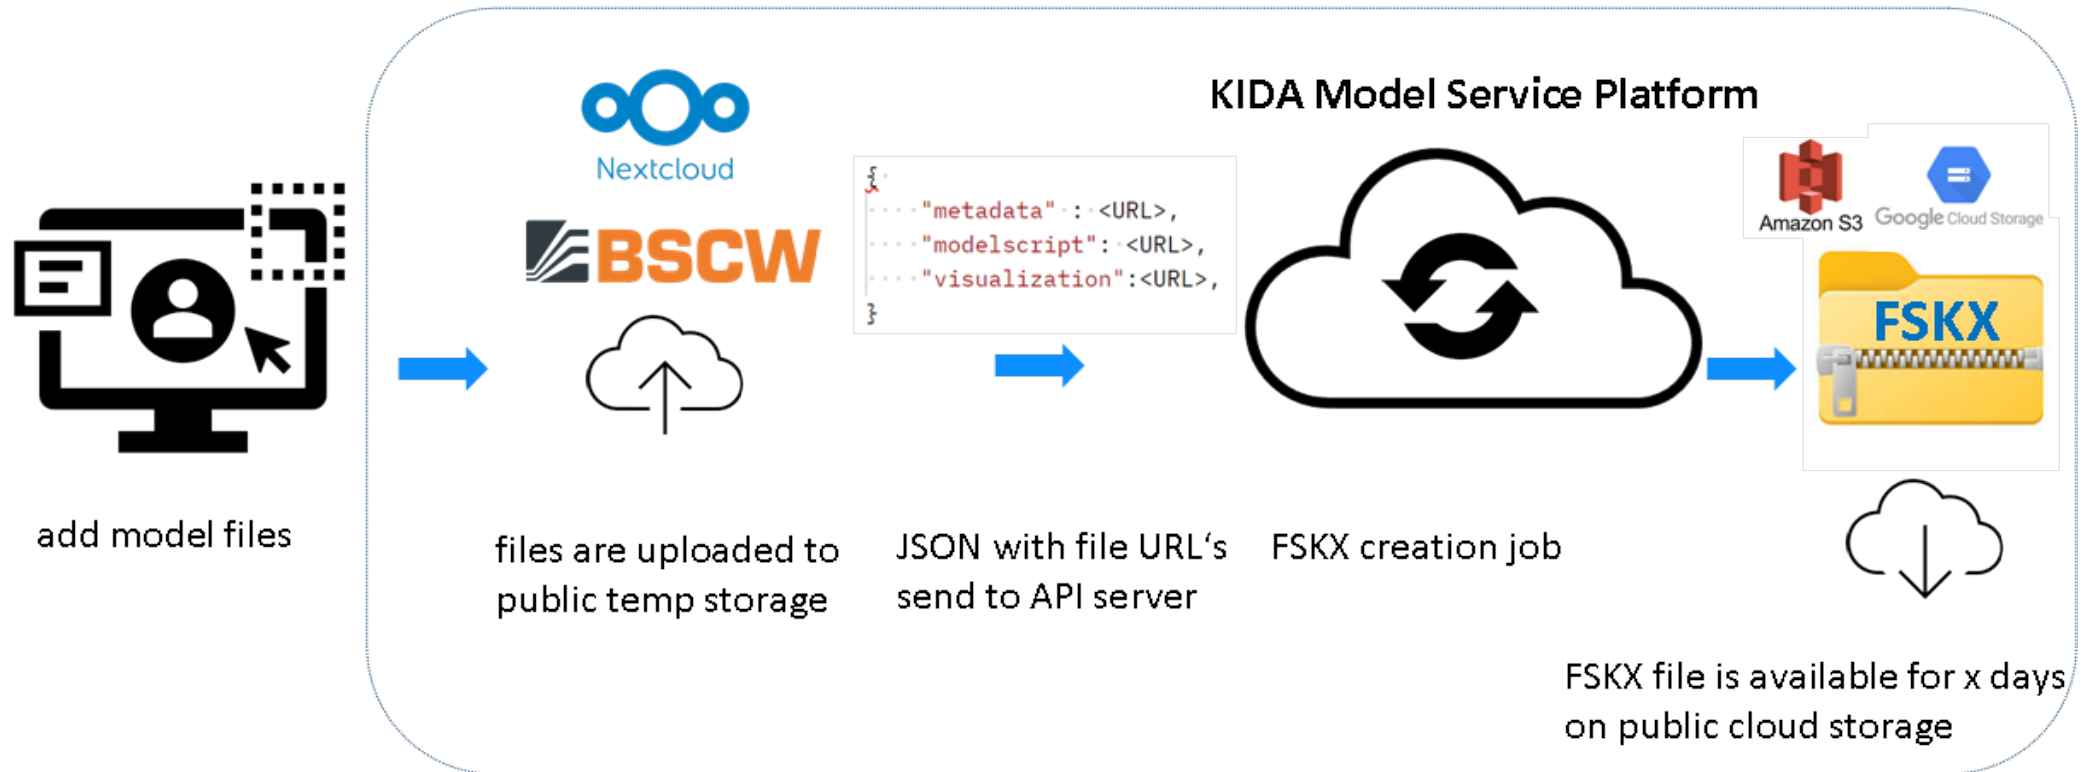 KIDA Model Service Platform
Nextcloud
BSCW
{
"metadata" : <URL>,
"modelscript": <URL>,
"visualization":<URL>,
}
Amazon S3
Google Cloud Storage
FSKX
add model files
files are uploaded to
public temp storage
JSON with file URL‘s
send to API server
FSKX creation job
FSKX file is available for x days
on public cloud storage